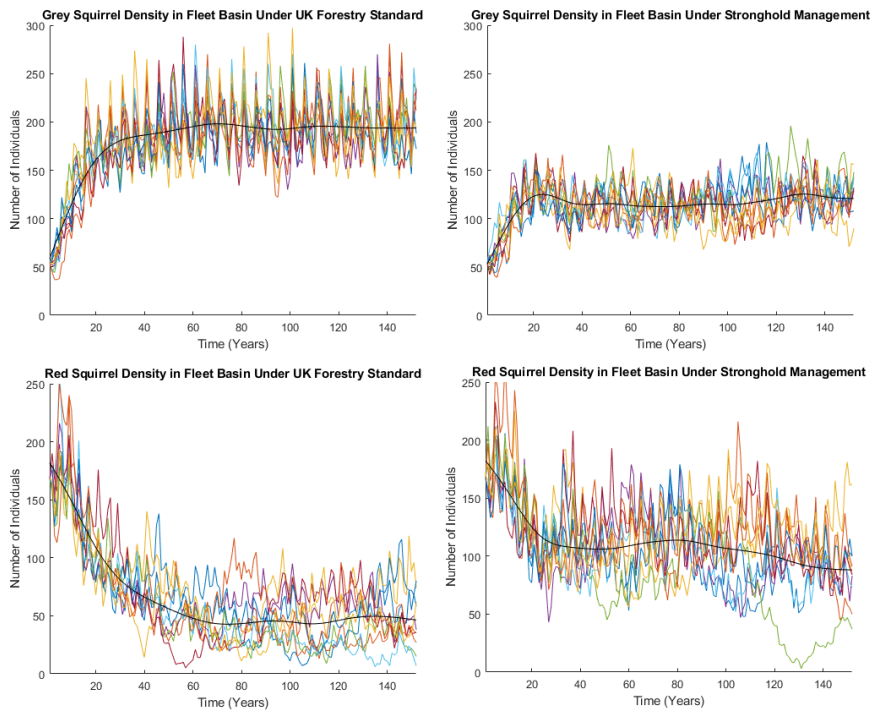 Grey Squirrel Density in Fleet Basin Under UK Forestry Standard
300
250
200
150
100
50
0
Number of Individuals
20 40 60 80 100 120 140
Time (Years)
Grey Squirrel Density in Fleet Basin Under Stronghold Management
300
250
200
150
100
50
0
Number of Individuals
20 40 60 80 100 120 140
Time (Years)
Red Squirrel Density in Fleet Basin Under UK Forestry Standard
250
200
150
100
50
0
Number of Individuals
20 40 60 80 100 120 140
Time (Years)
Red Squirrel Density in Fleet Basin Under Stronghold Management
250
200
150
100
50
0
Number of Individuals
20 40 60 80 100 120 140
Time (Years)